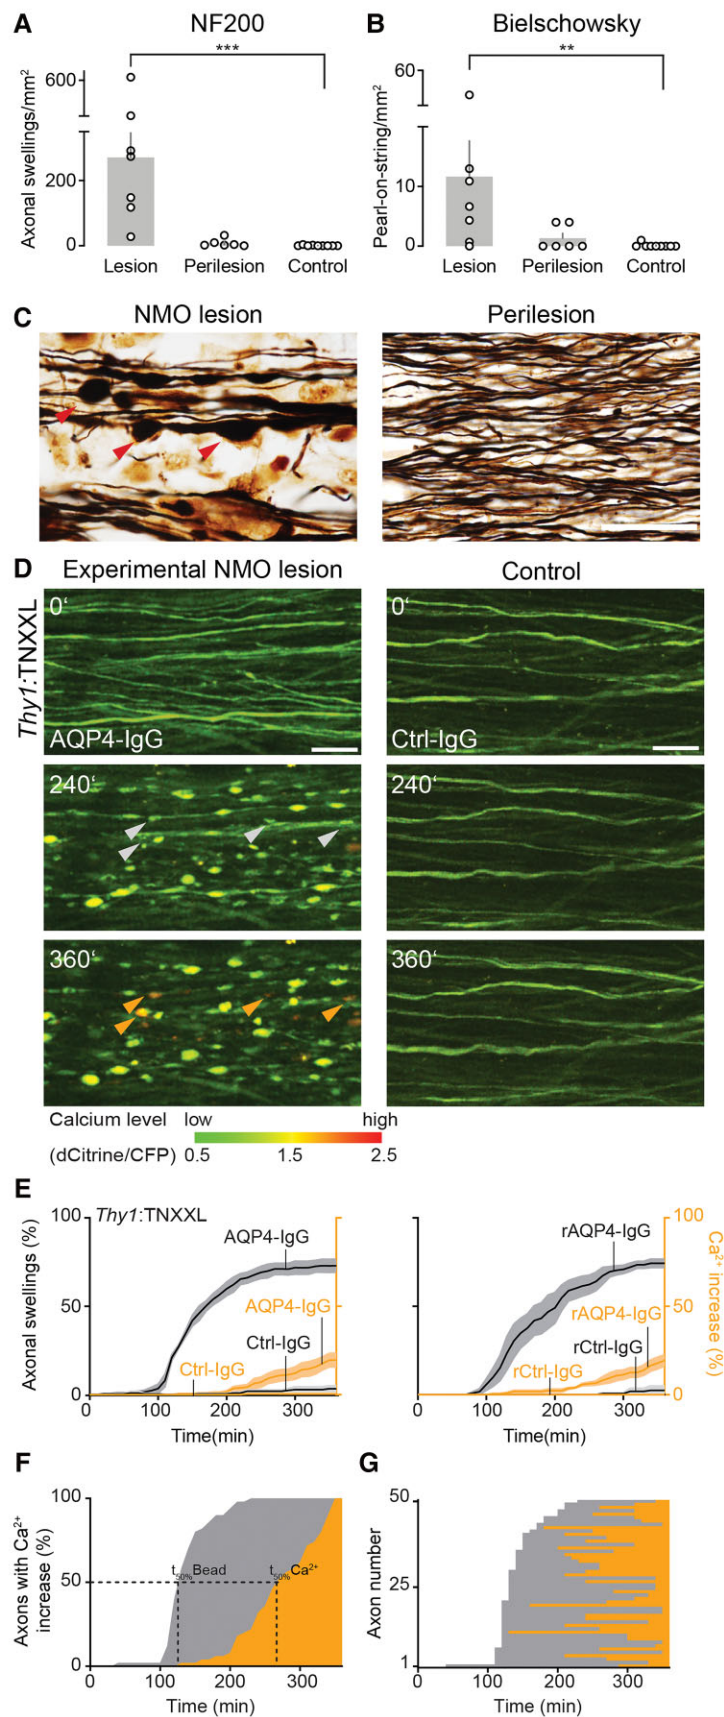 A NF200 B Bielschowsky
*** **
Axonal swellings/mm²
600
200
0
Lesion Perilesion Control
Pearl-on-string/mm²
60
10
0
Lesion Perilesion Control
C NMO lesion Perilesion
D Experimental NMO lesion Control
Thy1:TNXXL
0‘ 0‘
AQP4-IgG Ctrl-IgG
240‘ 240‘
360‘ 360‘
Calcium level low high
(dCitrine/CFP) 0.5 1.5 2.5
E
Axonal swellings (%)
100
50
0
Thy1:TNXXL
AQP4-IgG
AQP4-IgG
Ctrl-IgG
Ctrl-IgG
0 100 200 300
Time(min)
rAQP4-IgG
rAQP4-IgG
rCtrl-IgG
rCtrl-IgG
100
50
0
Ca²⁺ increase (%)
0 100 200 300
Time(min)
F
Axons with Ca²⁺
increase (%)
100
50
0
t50%Bead t50%Ca²⁺
0 100 200 300
Time (min)
G
Axon number
50
25
1
0 100 200 300
Time (min)